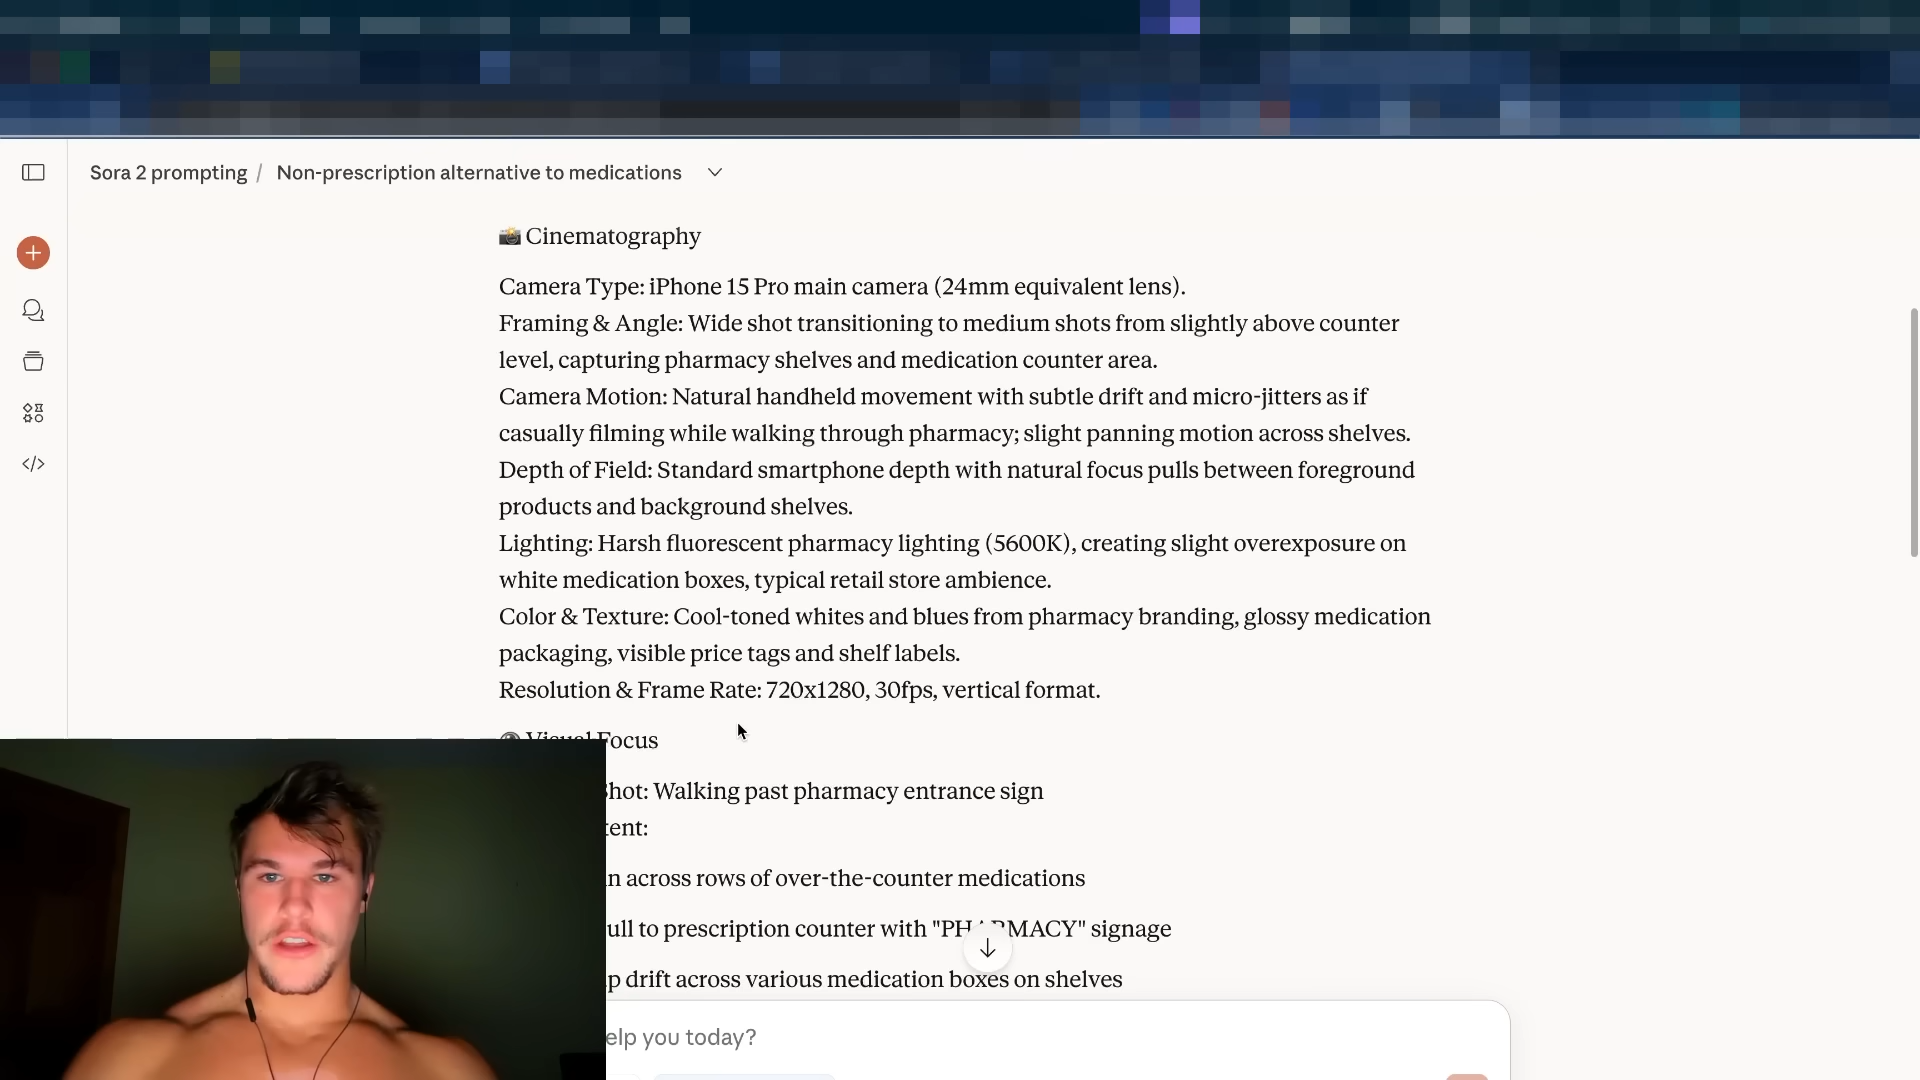 Sora 2 prompting / Non-prescription alternative to medications
📸 Cinematography
Camera Type: iPhone 15 Pro main camera (24mm equivalent lens).
Framing & Angle: Wide shot transitioning to medium shots from slightly above counter
level, capturing pharmacy shelves and medication counter area.
Camera Motion: Natural handheld movement with subtle drift and micro-jitters as if
casually filming while walking through pharmacy; slight panning motion across shelves.
Depth of Field: Standard smartphone depth with natural focus pulls between foreground
products and background shelves.
Lighting: Harsh fluorescent pharmacy lighting (5600K), creating slight overexposure on
white medication boxes, typical retail store ambience.
Color & Texture: Cool-toned whites and blues from pharmacy branding, glossy medication
packaging, visible price tags and shelf labels.
Resolution & Frame Rate: 720x1280, 30fps, vertical format.
Visual Focus
Shot: Walking past pharmacy entrance sign
tent:
n across rows of over-the-counter medications
ull to prescription counter with "PHARMACY" signage
p drift across various medication boxes on shelves
elp you today?